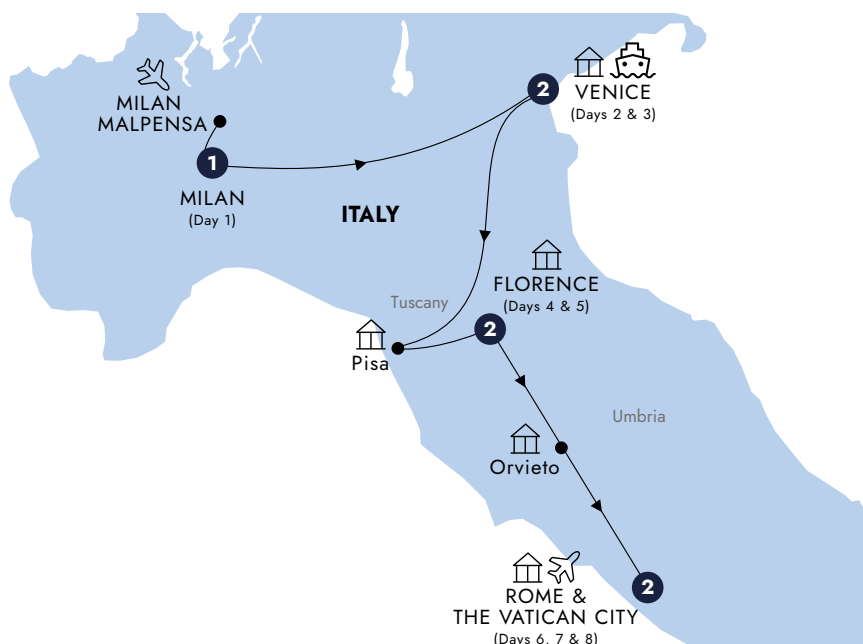 MILAN
MALPENSA
1
MILAN
(Day 1)
2
VENICE
(Days 2 & 3)
ITALY
Tuscany
FLORENCE
(Days 4 & 5)
2
Pisa
Umbria
Orvieto
2
ROME &
THE VATICAN CITY
(Days 6, 7 & 8)